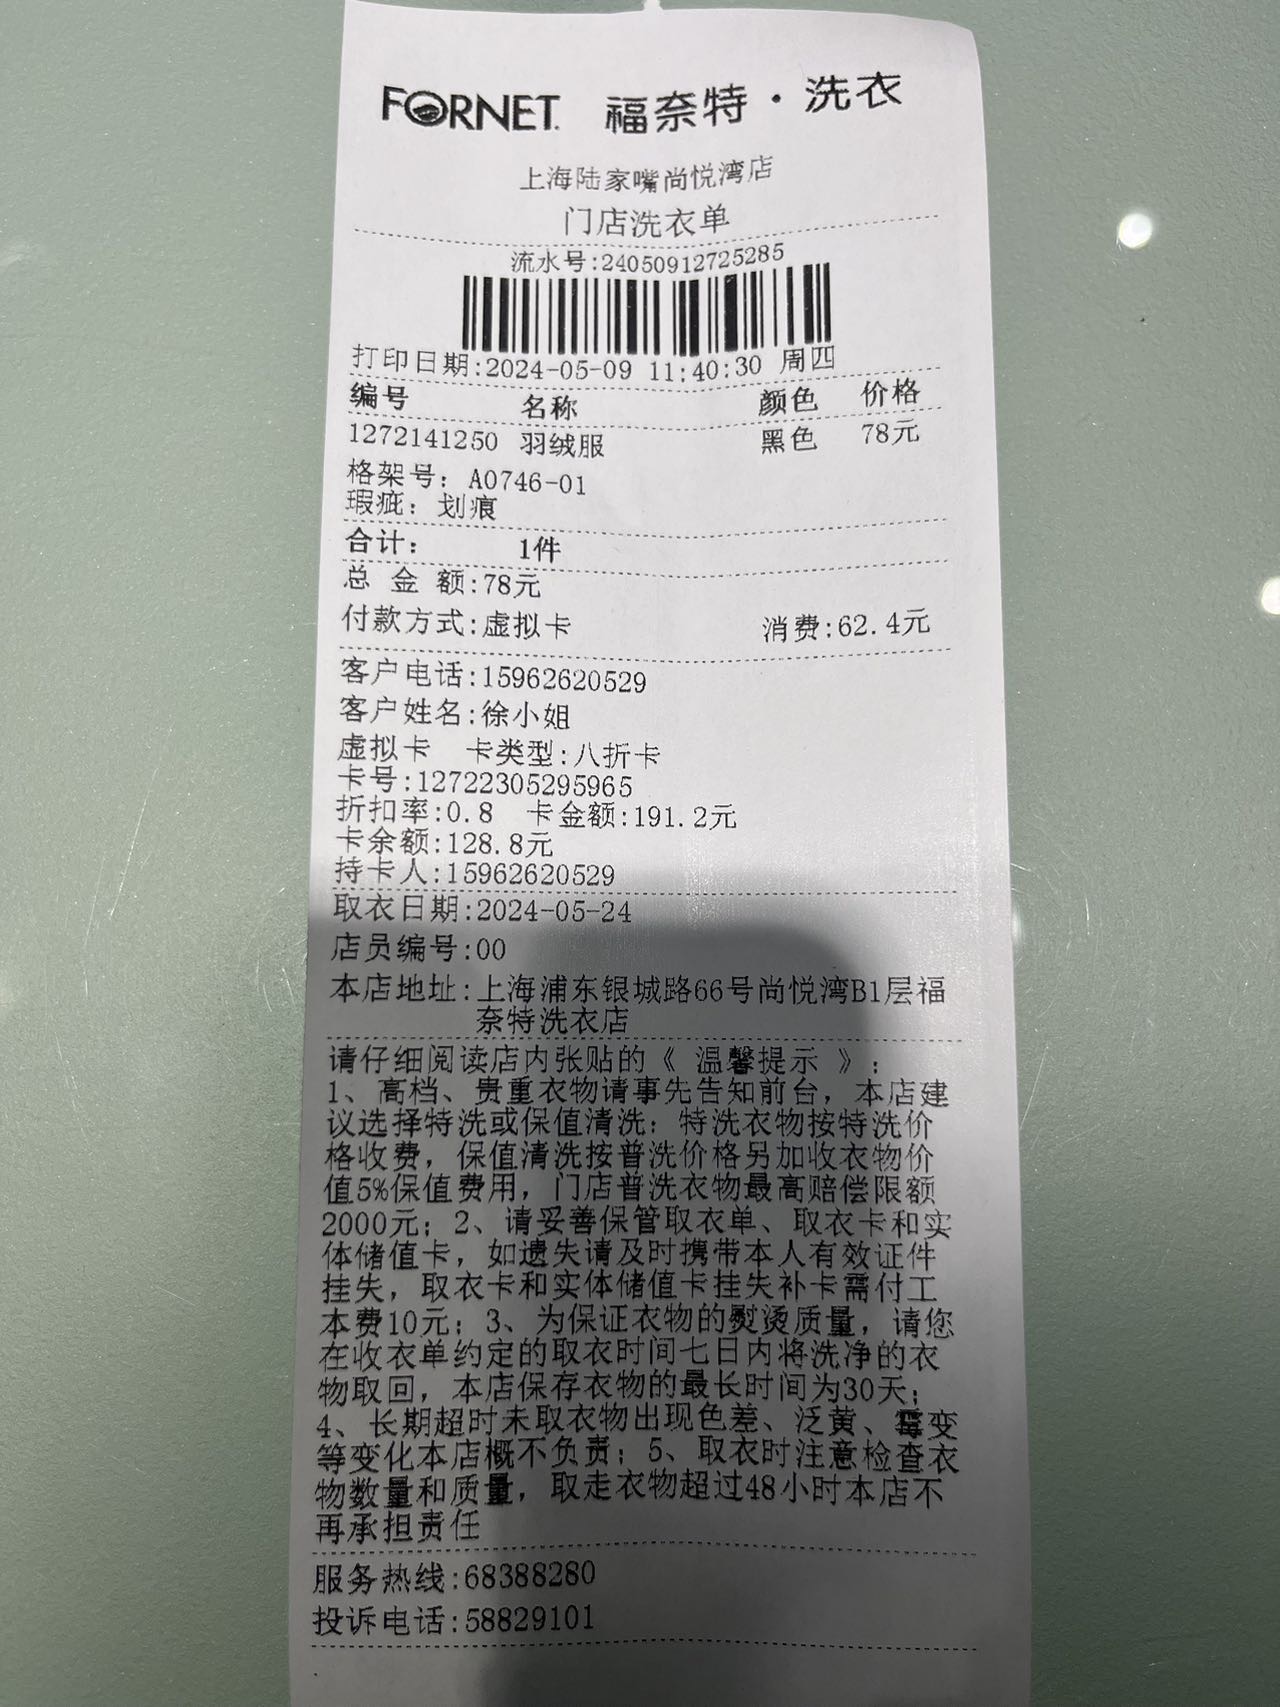 FORNET 福奈特·洗衣
上海陆家嘴尚悦湾店
门店洗衣单
流水号:24050912725285
打印日期:2024-05-09 11:40:30 周四
编号 名称 颜色 价格
1272141250 羽绒服 黑色 78元
格架号: A0746-01
瑕疵: 划痕
合计: 1件
总 金 额:78元
付款方式:虚拟卡 消费:62.4元
客户电话:15962620529
客户姓名:徐小姐
虚拟卡 卡类型:八折卡
卡号:12722305295965
折扣率:0.8 卡金额:191.2元
卡余额:128.8元
持卡人:15962620529
取衣日期:2024-05-24
店员编号:00
本店地址:上海浦东银城路66号尚悦湾B1层福
奈特洗衣店
请仔细阅读店内张贴的《 温馨提示 》:
1、高档、贵重衣物请事先告知前台，本店建
议选择特洗或保值清洗；特洗衣物按特洗价
格收费，保值清洗按普洗价格另加收衣物价
值5%保值费用，门店普洗衣物最高赔偿限额
2000元；2、请妥善保管取衣单、取衣卡和实
体储值卡，如遗失请及时携带本人有效证件
挂失，取衣卡和实体储值卡挂失补卡需付工
本费10元；3、为保证衣物的熨烫质量，请您
在收衣单约定的取衣时间七日内将洗净的衣
物取回，本店保存衣物的最长时间为30天；
4、长期超时未取衣物出现色差、泛黄、霉变
等变化本店概不负责；5、取衣时注意检查衣
物数量和质量，取走衣物超过48小时本店不
再承担责任
服务热线:68388280
投诉电话:58829101